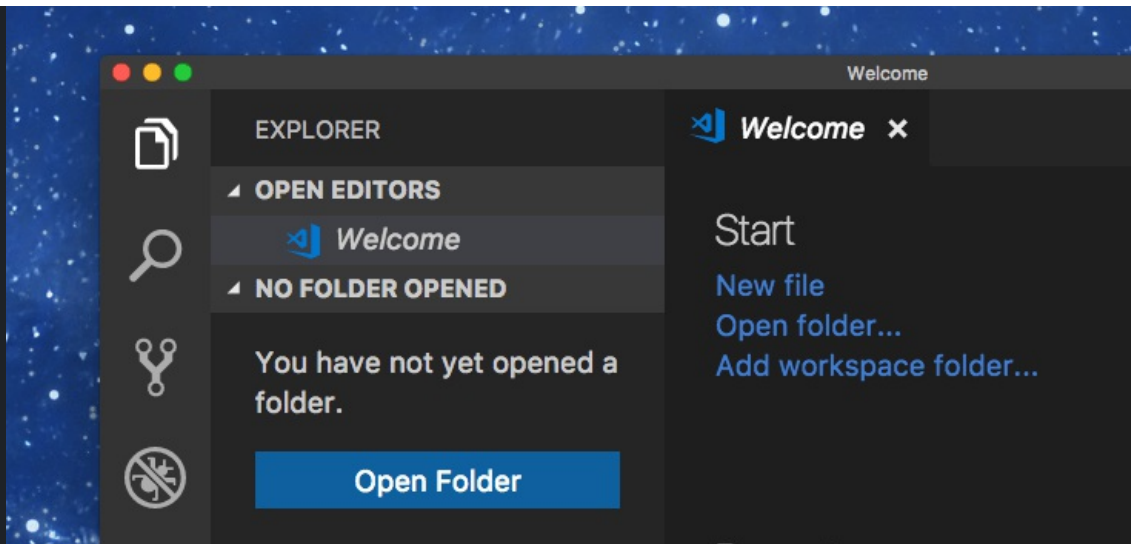 Welcome
EXPLORER
OPEN EDITORS
Welcome
NO FOLDER OPENED
You have not yet opened a
folder.
Open Folder
Welcome
Start
New file
Open folder...
Add workspace folder...